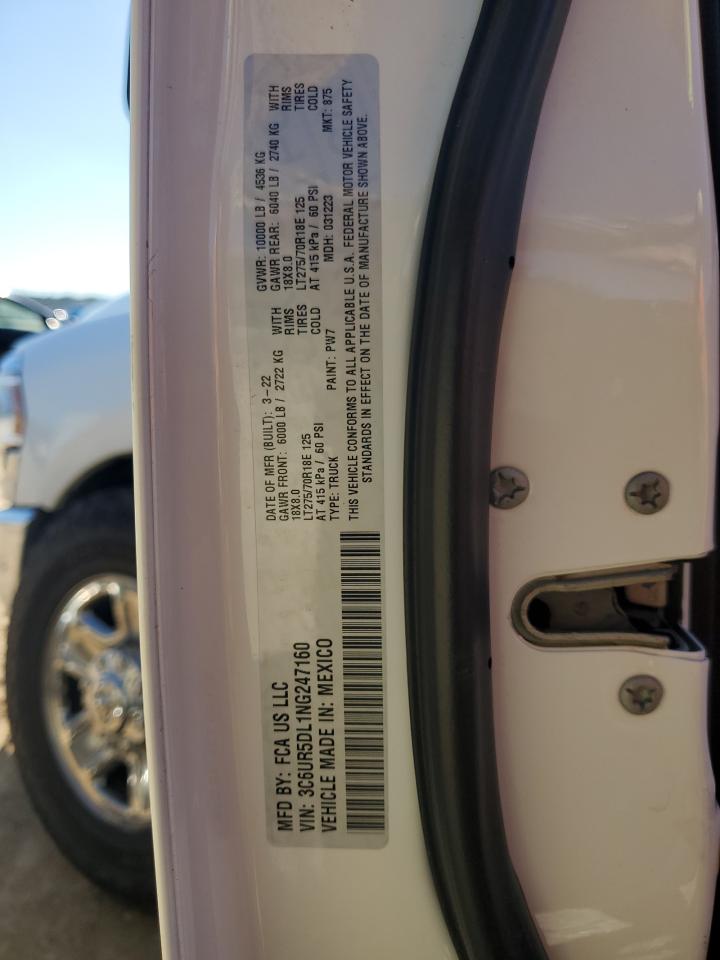 MFD BY: FCA US LLC
VIN: 3C6UR5DL1NG247160
VEHICLE MADE IN: MEXICO
DATE OF MFR (BUILT): 3-22
GAWR FRONT: 6000 LB / 2722 KG WITH
18X8.0 RIMS
LT275/70R18E 125 TIRES
AT 415 kPa / 60 PSI COLD
TYPE: TRUCK PAINT: PW7
GVWR: 10000 LB / 4536 KG
GAWR REAR: 6040 LB / 2740 KG WITH
18X8.0 RIMS
LT275/70R18E 125 TIRES
AT 415 kPa / 60 PSI COLD
MDH: 031223 MKT: 875
THIS VEHICLE CONFORMS TO ALL APPLICABLE U.S.A. FEDERAL MOTOR VEHICLE SAFETY
STANDARDS IN EFFECT ON THE DATE OF MANUFACTURE SHOWN ABOVE.